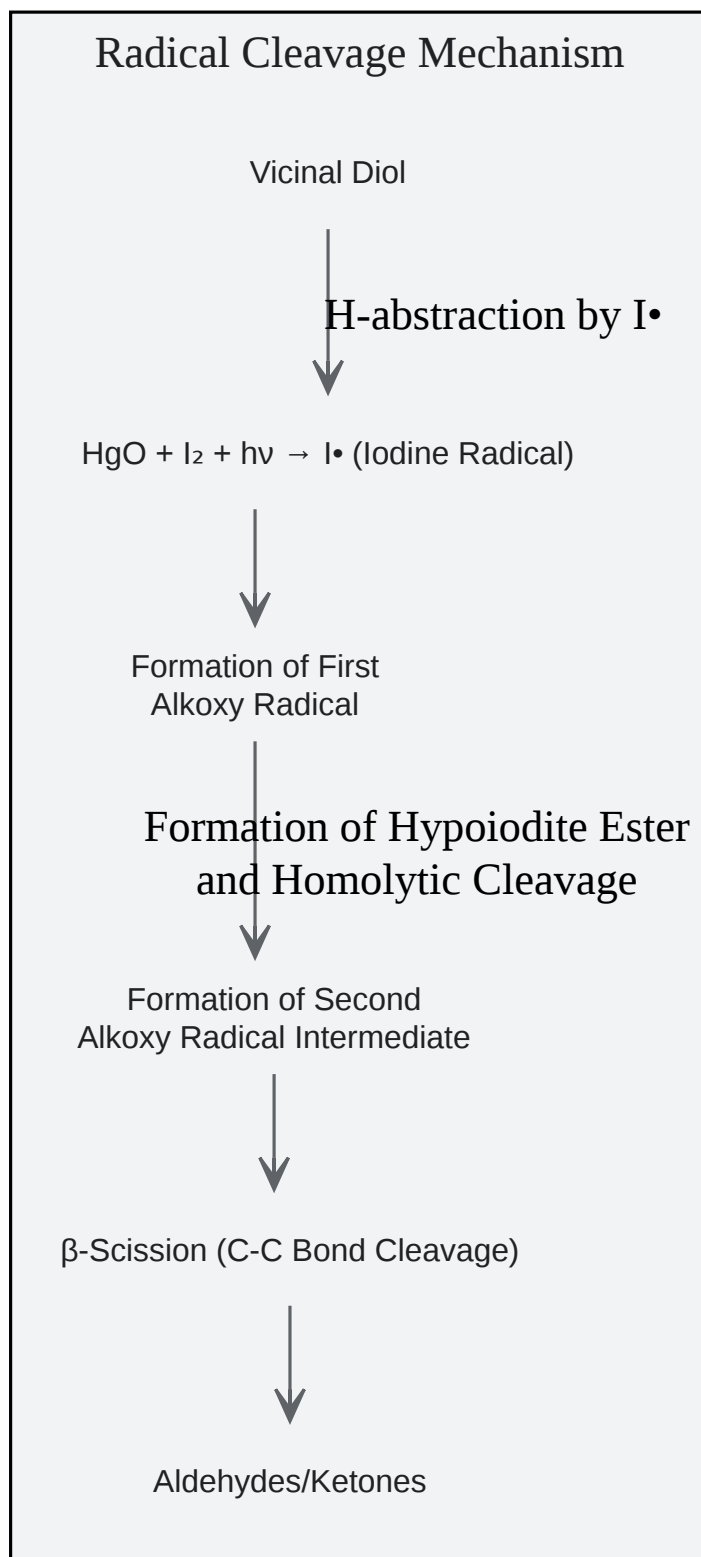 Radical Cleavage Mechanism
Vicinal Diol
H-abstraction by I•
HgO + I₂ + hν → I• (Iodine Radical)
Formation of First
Alkoxy Radical
Formation of Hypoiodite Ester
and Homolytic Cleavage
Formation of Second
Alkoxy Radical Intermediate
β-Scission (C-C Bond Cleavage)
Aldehydes/Ketones